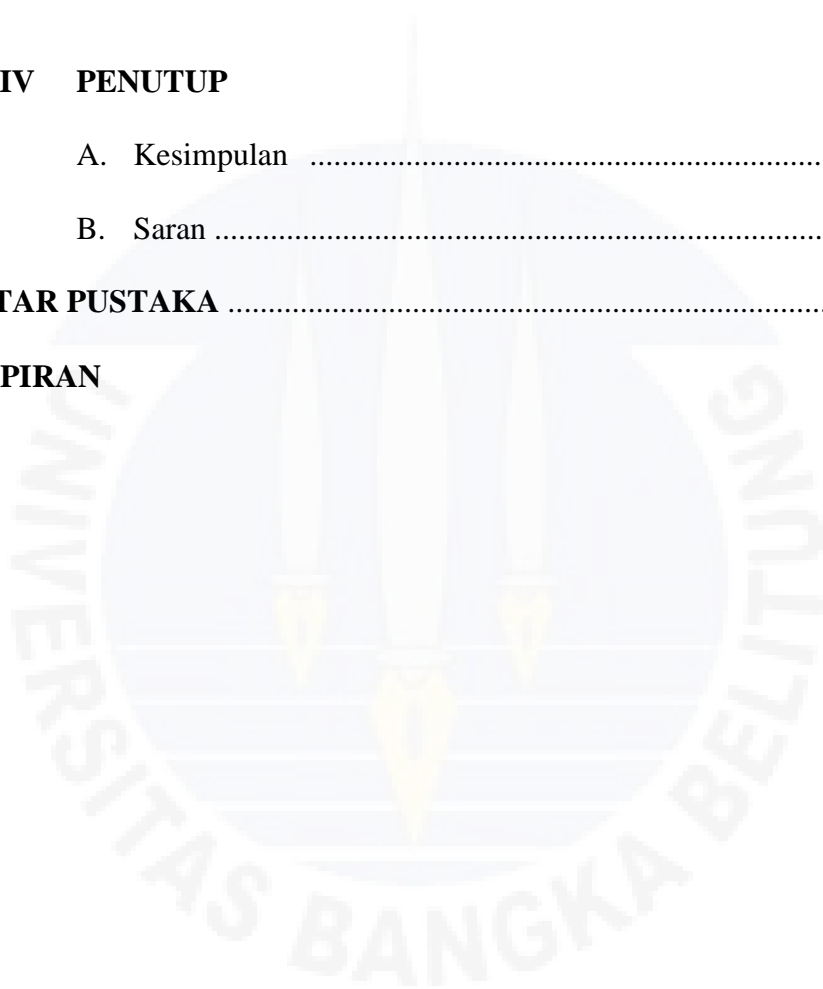 IV PENUTUP
A. Kesimpulan ................................................................
B. Saran ............................................................................
TAR PUSTAKA ..........................................................................
PIRAN
UNIVERSITAS BANGKA BELITUNG